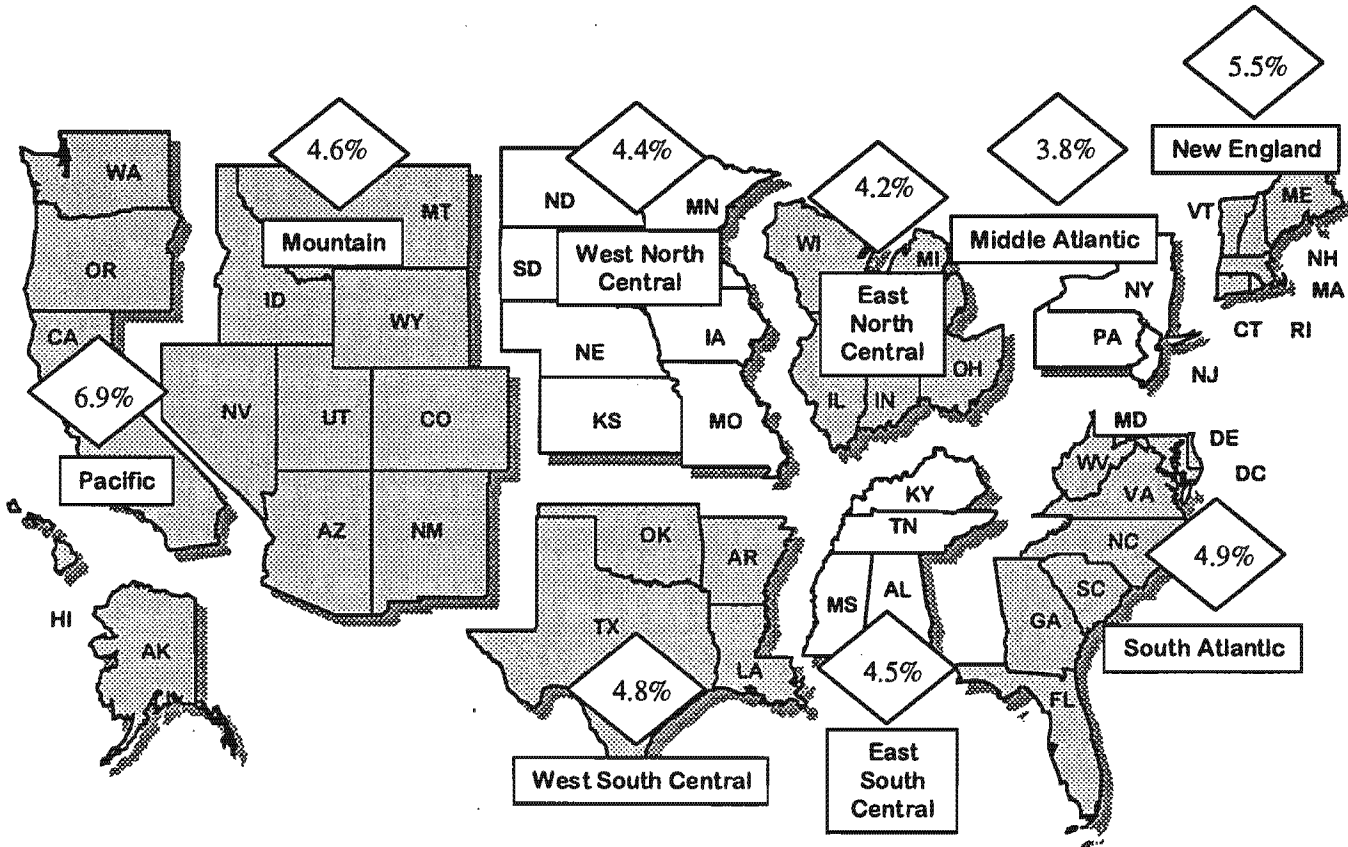 5.5%
New England
3.8%
4.6%
4.4%
4.2%
WA
MT
ND
MN
WI
MI
Middle Atlantic
VT
ME
Mountain
OR
ID
WY
SD
West North
Central
East
North
Central
NY
NH
MA
CA
NE
IA
PA
CT
RI
NJ
OH
6.9%
NV
UT
CO
KS
MO
IL
IN
Pacific
MD
DE
DC
WV
VA
KY
TN
AZ
NM
OK
AR
NC
4.9%
HI
AK
TX
LA
MS
AL
SC
GA
South Atlantic
4.8%
4.5%
FL
West South Central
East
South
Central